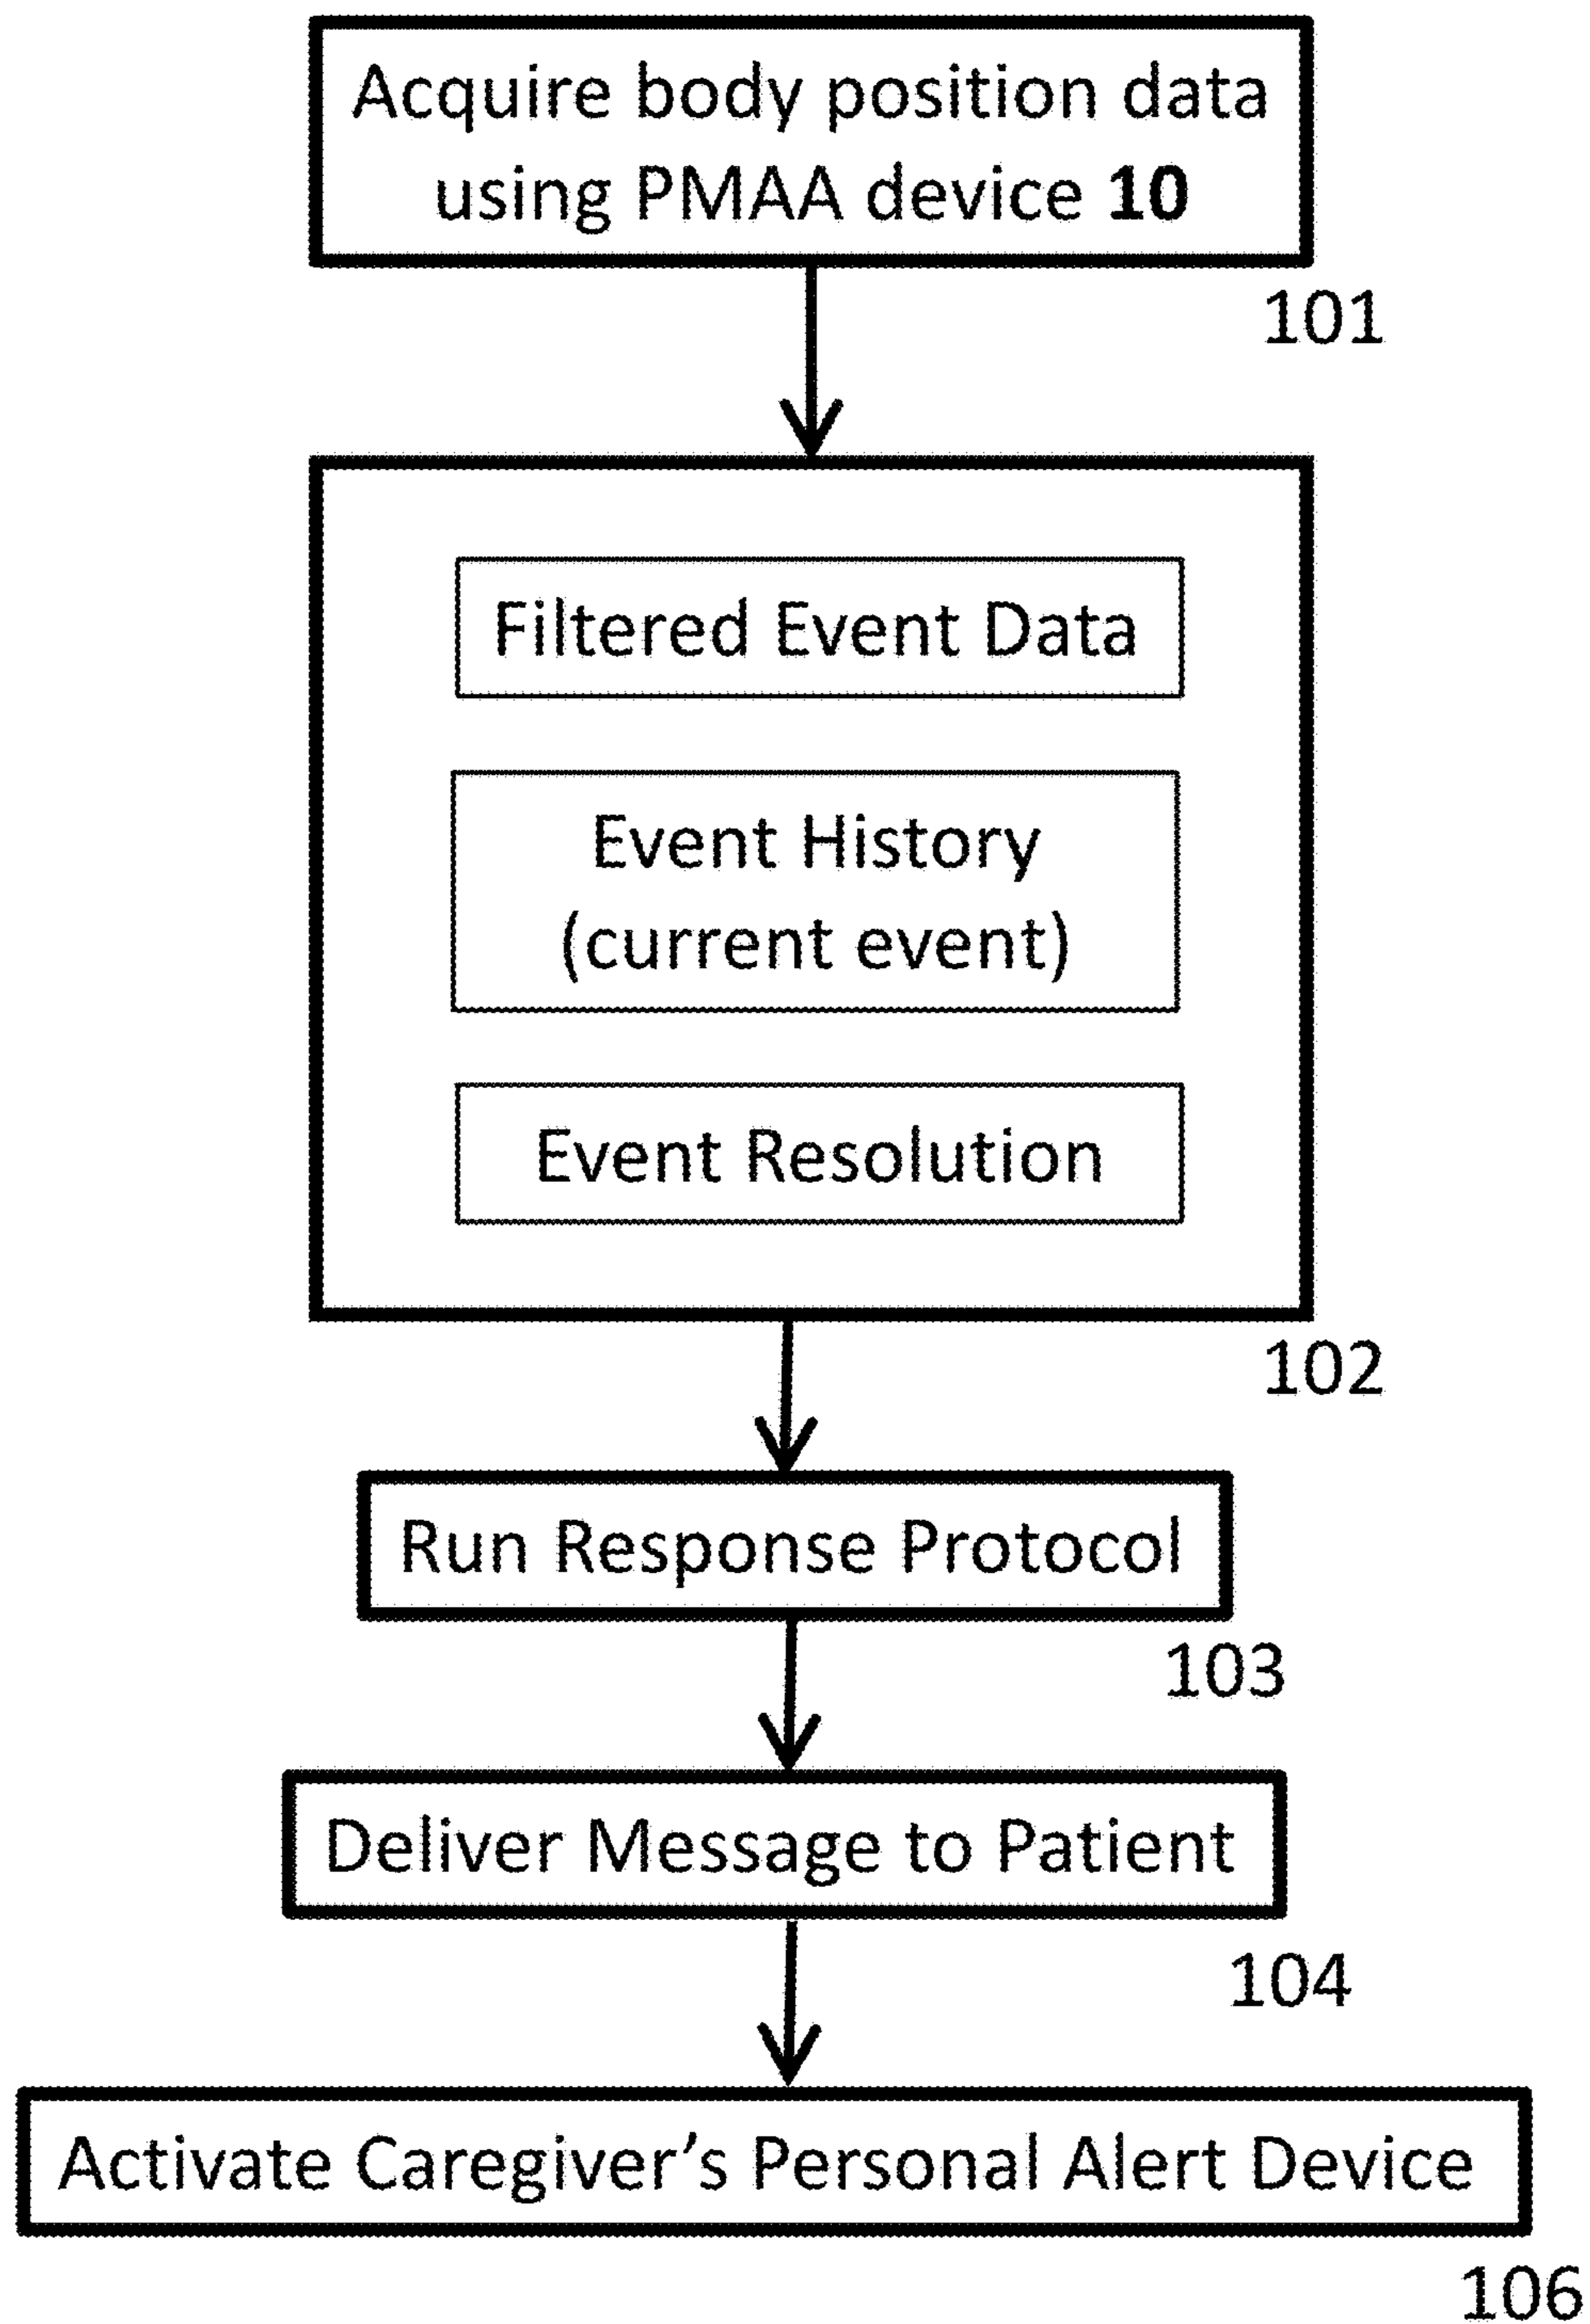 Acquire body position data
using PMAA device 10
101
Filtered Event Data
Event History
(current event)
Event Resolution
102
Run Response Protocol
103
Deliver Message to Patient
104
Activate Caregiver’s Personal Alert Device
106